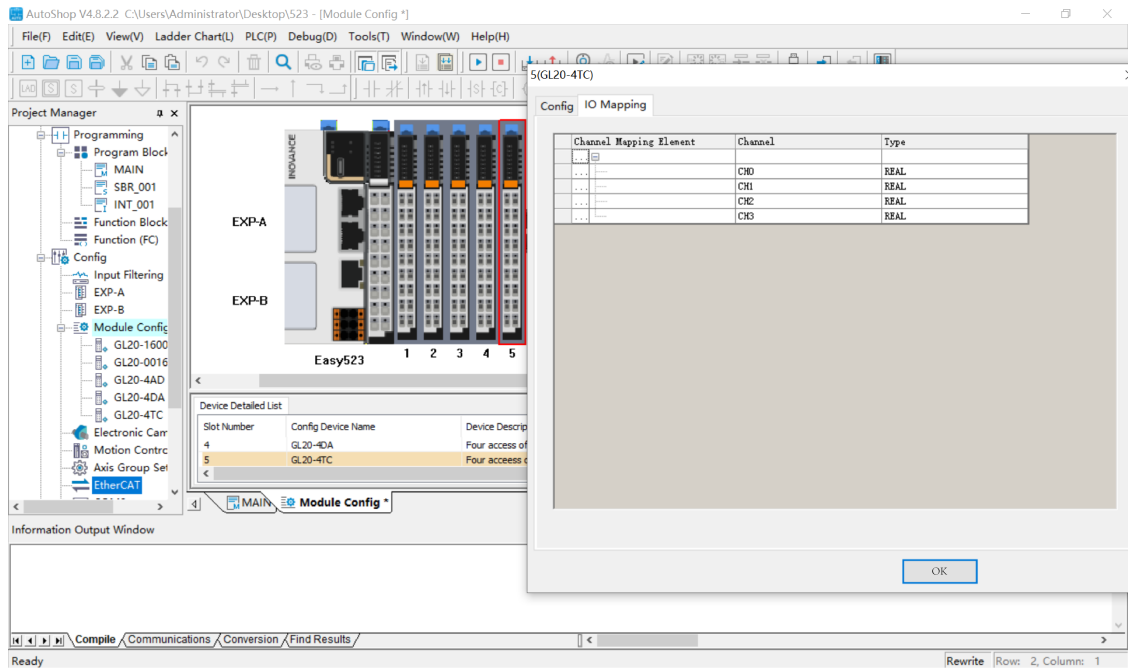 AutoShop V4.8.2.2 C:\Users\Administrator\Desktop\523 - [Module Config *]
File(F) Edit(E) View(V) Ladder Chart(L) PLC(P) Debug(D) Tools(T) Window(W) Help(H)
LAD S S
Project Manager
Programming
Program Block
MAIN
SBR_001
INT_001
Function Block
Function (FC)
Config
Input Filtering
EXP-A
EXP-B
Module Config
GL20-1600
GL20-0016
GL20-4AD
GL20-4DA
GL20-4TC
Electronic Cam
Motion Contrc
Axis Group Set
EtherCAT
INOVANCE
EXP-A
EXP-B
Easy523
1 2 3 4 5
Device Detailed List
Slot Number Config Device Name Device Descrip
4 GL20-4DA Four access of
5 GL20-4TC Four acceess o
MAIN Module Config *
5(GL20-4TC)
Config IO Mapping
Channel Mapping Element Channel Type
...
... CH0 REAL
... CH1 REAL
... CH2 REAL
... CH3 REAL
OK
Information Output Window
Compile Communications Conversion Find Results
Ready Rewrite Row: 2, Column: 1